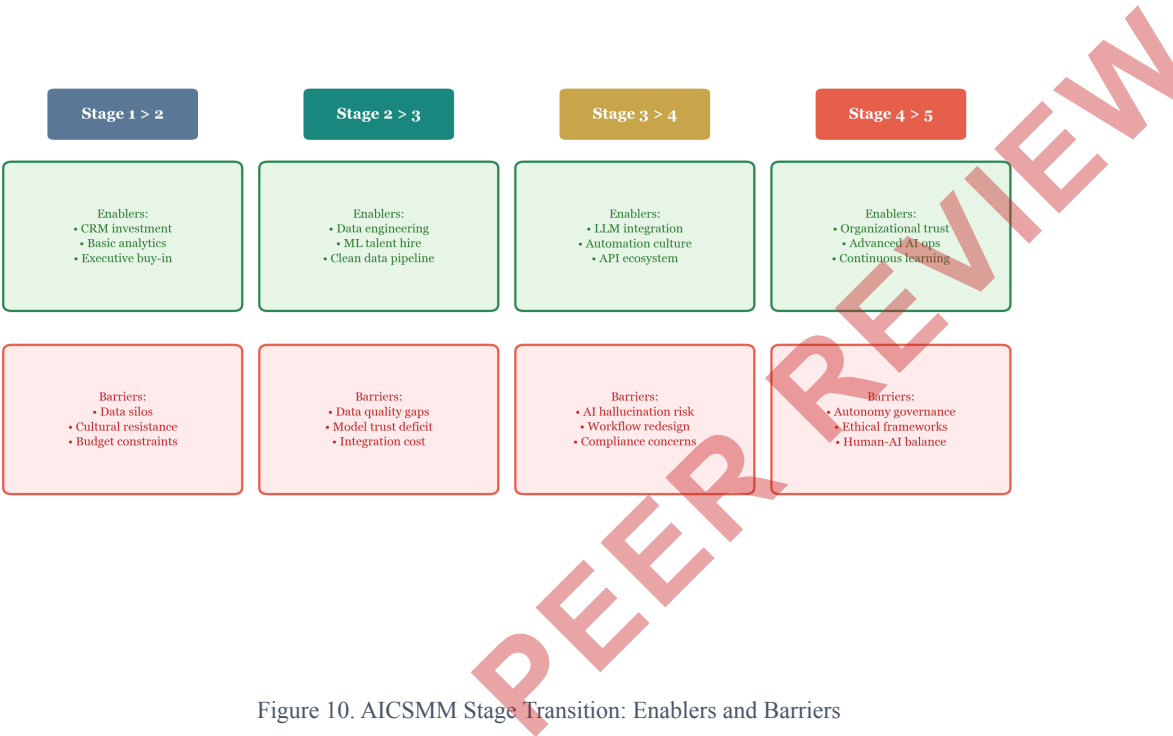 Stage 1 > 2
Stage 2 > 3
Stage 3 > 4
Stage 4 > 5
Enablers:
• CRM investment
• Basic analytics
• Executive buy-in
Enablers:
• Data engineering
• ML talent hire
• Clean data pipeline
Enablers:
• LLM integration
• Automation culture
• API ecosystem
Enablers:
• Organizational trust
• Advanced AI ops
• Continuous learning
Barriers:
• Data silos
• Cultural resistance
• Budget constraints
Barriers:
• Data quality gaps
• Model trust deficit
• Integration cost
Barriers:
• AI hallucination risk
• Workflow redesign
• Compliance concerns
Barriers:
• Autonomy governance
• Ethical frameworks
• Human-AI balance
PEER REVIEW
Figure 10. AICSMM Stage Transition: Enablers and Barriers